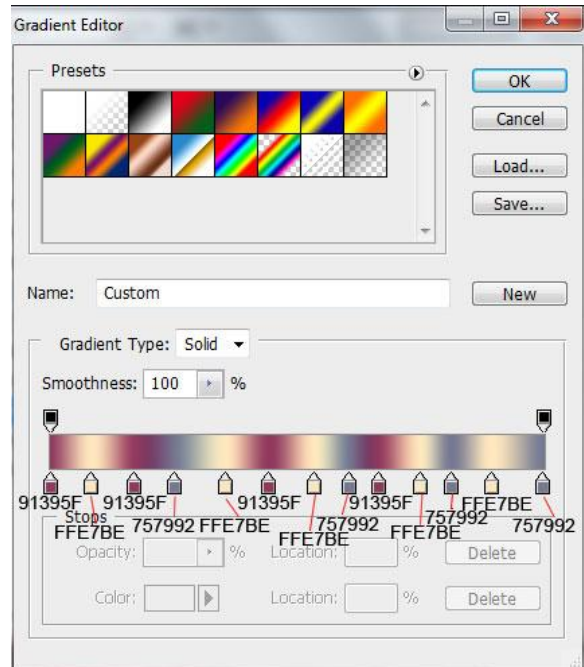 Gradient Editor
Presets
OK
Cancel
Load...
Save...
Name: Custom
New
Gradient Type: Solid
Smoothness: 100 %
91395F 91395F 91395F 91395F FFE7BE
Stops
FFE7BE 757992 FFE7BE FFE7BE 757992 FFE7BE 757992 757992
Opacity: % Location: % Delete
Color: Location: % Delete